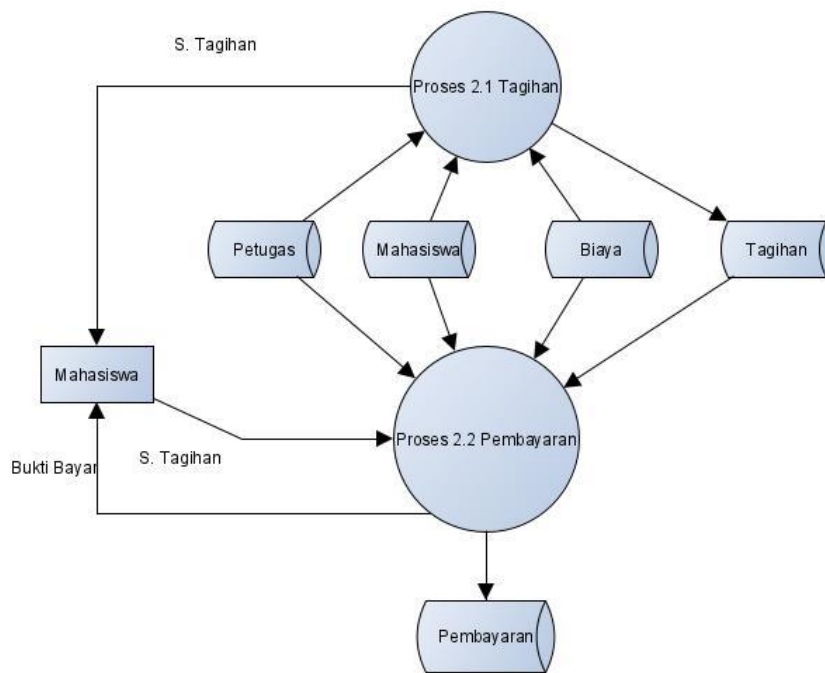 S. Tagihan
Proses 2.1 Tagihan
Petugas
Mahasiswa
Biaya
Tagihan
Mahasiswa
Proses 2.2 Pembayaran
Bukti Bayar
S. Tagihan
Pembayaran